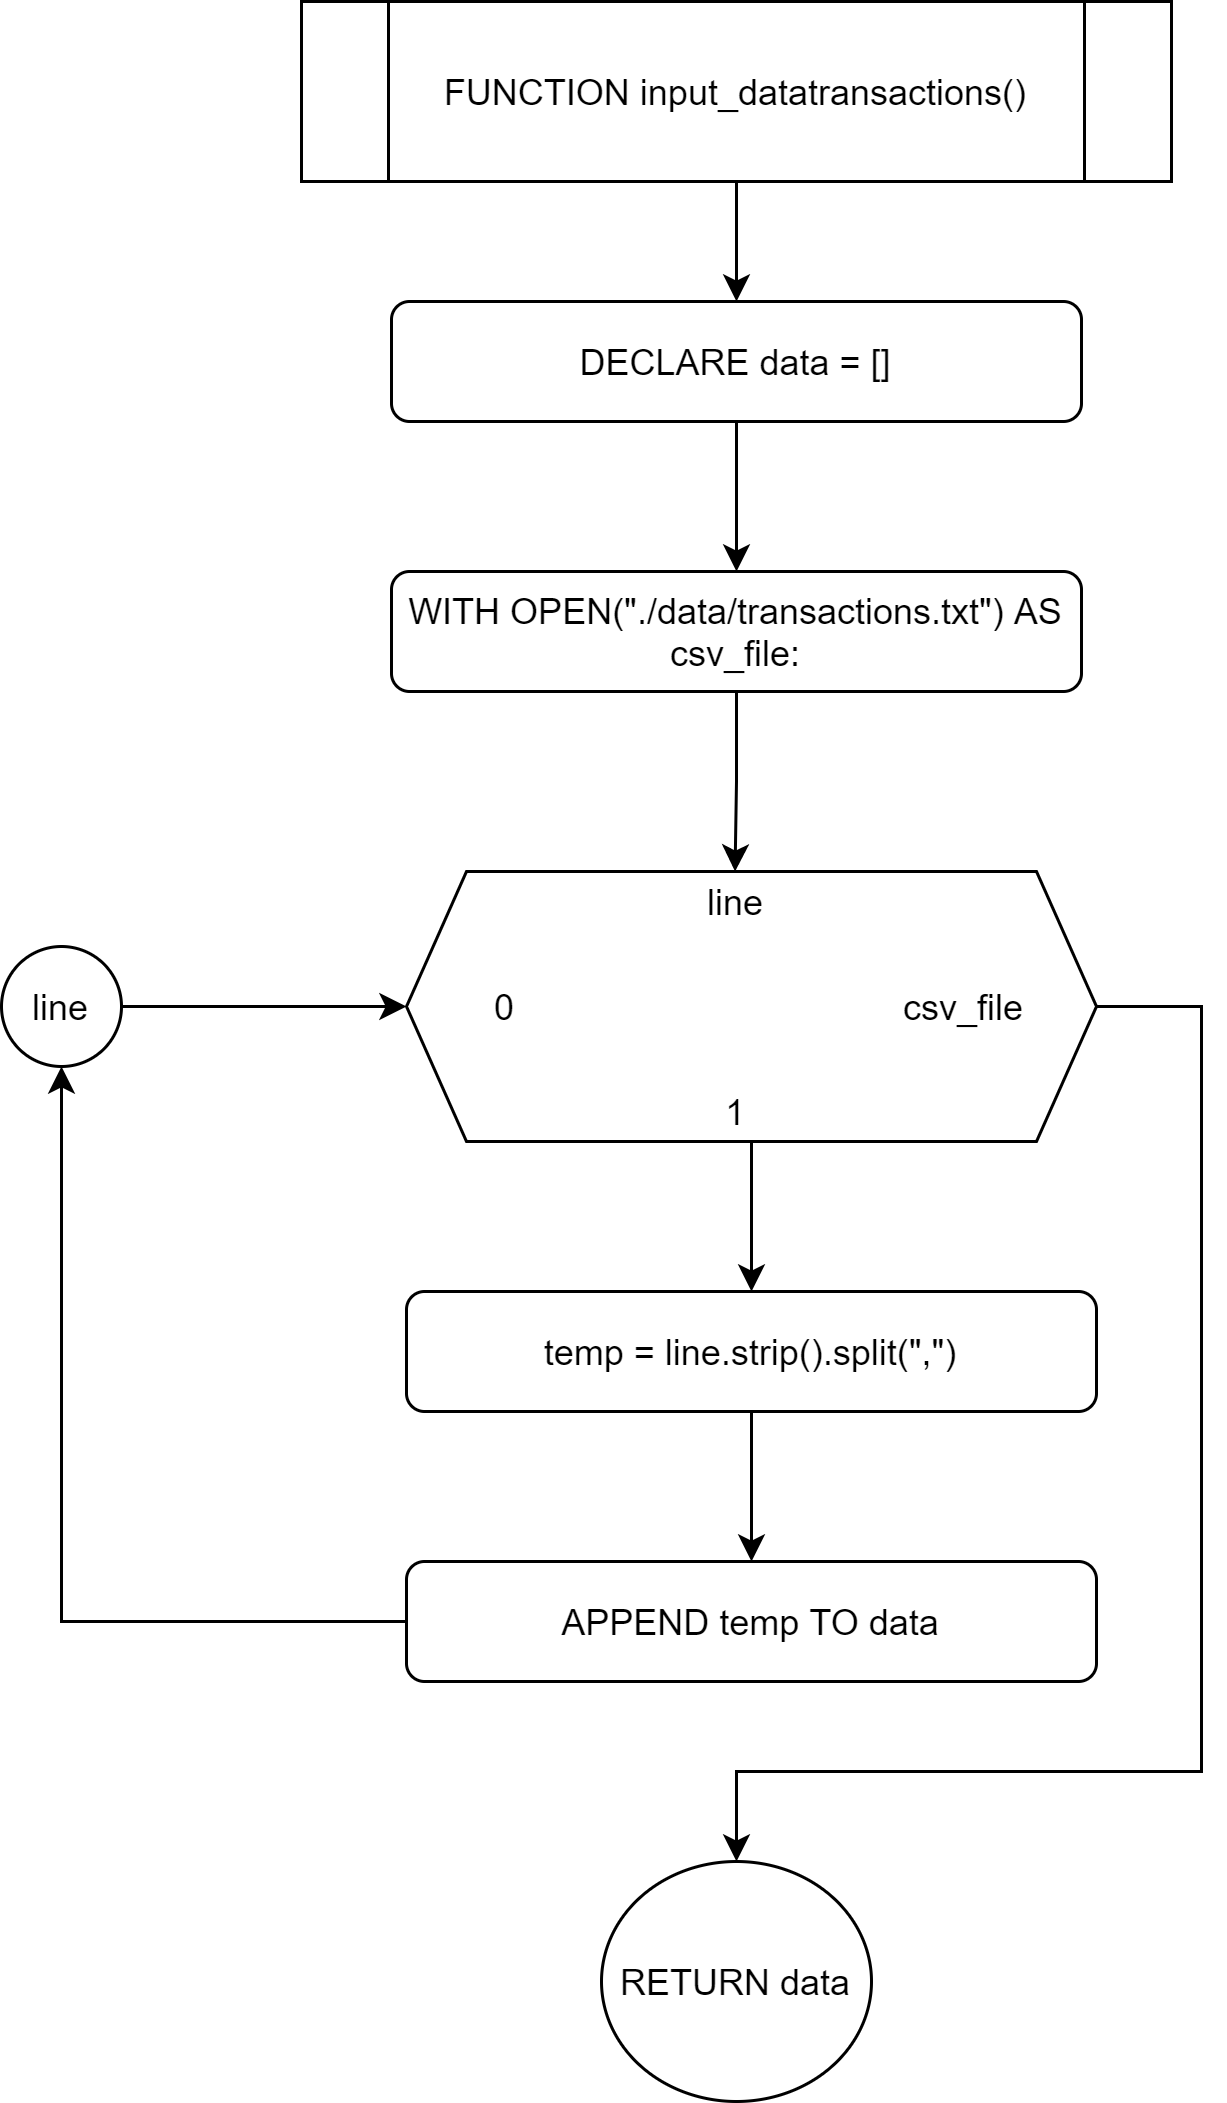 FUNCTION input_datatransactions()
DECLARE data = []
WITH OPEN("./data/transactions.txt") AS
csv_file:
line
line
0
csv_file
1
temp = line.strip().split(",")
APPEND temp TO data
RETURN data